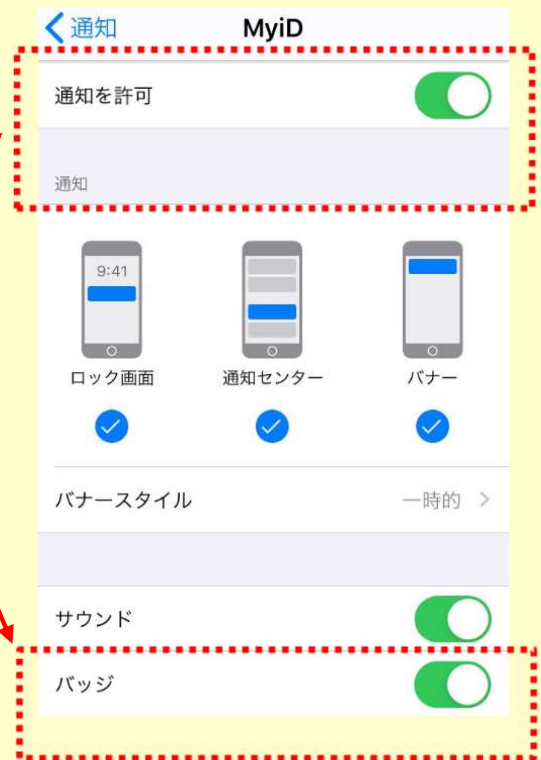 通知 MyiD
通知を許可
通知
9:41
ロック画面 通知センター バナー
バナースタイル 一時的
サウンド
バッジ